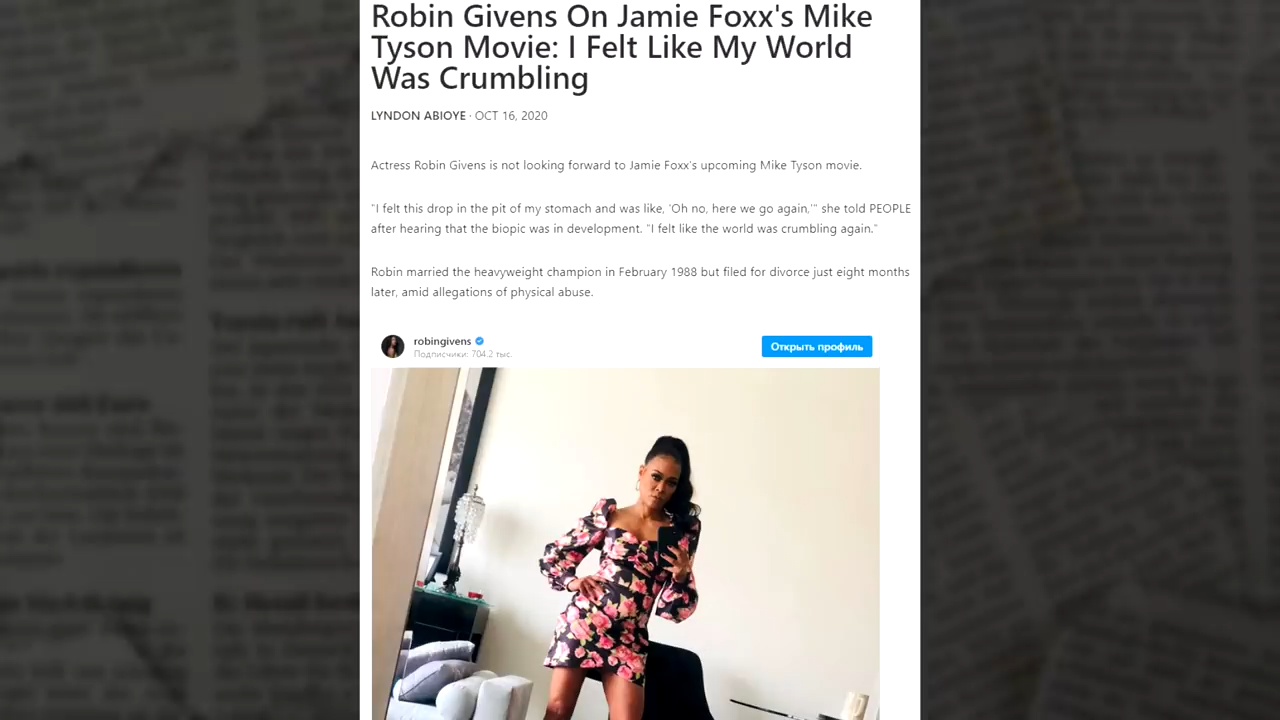 Robin Givens On Jamie Foxx's Mike
Tyson Movie: I Felt Like My World
Was Crumbling
LYNDON ABIOYE · OCT 16, 2020
Actress Robin Givens is not looking forward to Jamie Foxx's upcoming Mike Tyson movie.
"I felt this drop in the pit of my stomach and was like, 'Oh no, here we go again,'" she told PEOPLE
after hearing that the biopic was in development. "I felt like the world was crumbling again."
Robin married the heavyweight champion in February 1988 but filed for divorce just eight months
later, amid allegations of physical abuse.
robingivens
Подписчики: 704.2 тыс.
Открыть профиль